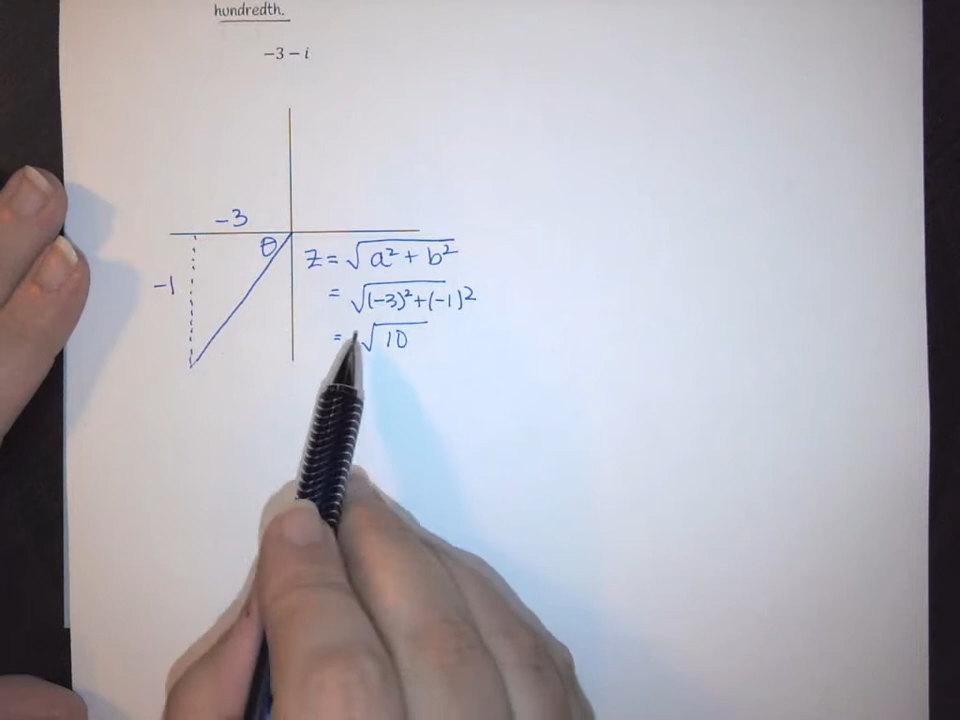 hundredth.
−3 − i
−3
θ
z = √a² + b²
−1
= √(−3)² + (−1)²
= √10